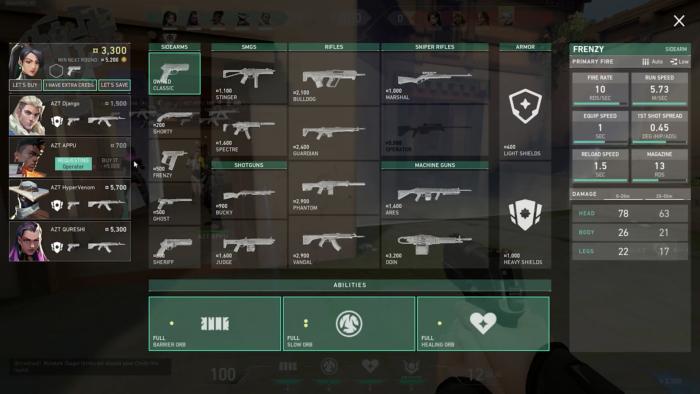 SIDEARMS
SMGS
RIFLES
SNIPER RIFLES
ARMOR
¤ 3,300
MIN NEXT ROUND: ¤ 5,200
LET'S BUY
I HAVE EXTRA CREDS
LET'S SAVE
AZT Django
¤ 1,500
AZT APPU
¤ 700
REQUESTING
Operator
BUY IT
AZT HyperVenom
¤ 5,700
AZT QURESHI
¤ 5,300
OWNED
CLASSIC
¤200
SHORTY
¤500
FRENZY
¤500
GHOST
¤800
SHERIFF
¤1,100
STINGER
¤1,600
SPECTRE
SHOTGUNS
¤900
BUCKY
¤1,600
JUDGE
¤2,100
BULLDOG
¤2,400
GUARDIAN
¤2,900
PHANTOM
¤2,900
VANDAL
¤1,000
MARSHAL
OPERATOR
MACHINE GUNS
¤1,600
ARES
¤3,200
ODIN
¤400
LIGHT SHIELDS
¤1,000
HEAVY SHIELDS
ABILITIES
FULL
BARRIER ORB
FULL
SLOW ORB
FULL
HEALING ORB
FRENZY
SIDEARM
PRIMARY FIRE
Auto
Low
FIRE RATE
10
RDS/SEC
RUN SPEED
5.73
M/SEC
EQUIP SPEED
1
SEC
1ST SHOT SPREAD
0.45
DEG (HIP/ADS)
RELOAD SPEED
1.5
SEC
MAGAZINE
13
RDS
DAMAGE
0-20m
20-50m
HEAD
78
63
BODY
26
21
LEGS
22
17
100
12